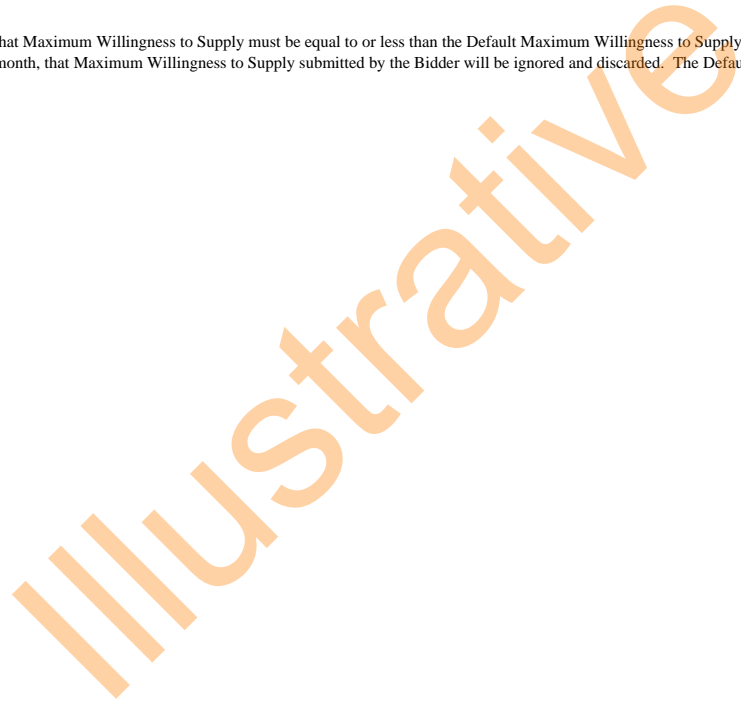 hat Maximum Willingness to Supply must be equal to or less than the Default Maximum Willingness to Supply
month, that Maximum Willingness to Supply submitted by the Bidder will be ignored and discarded. The Defau
Illustrative